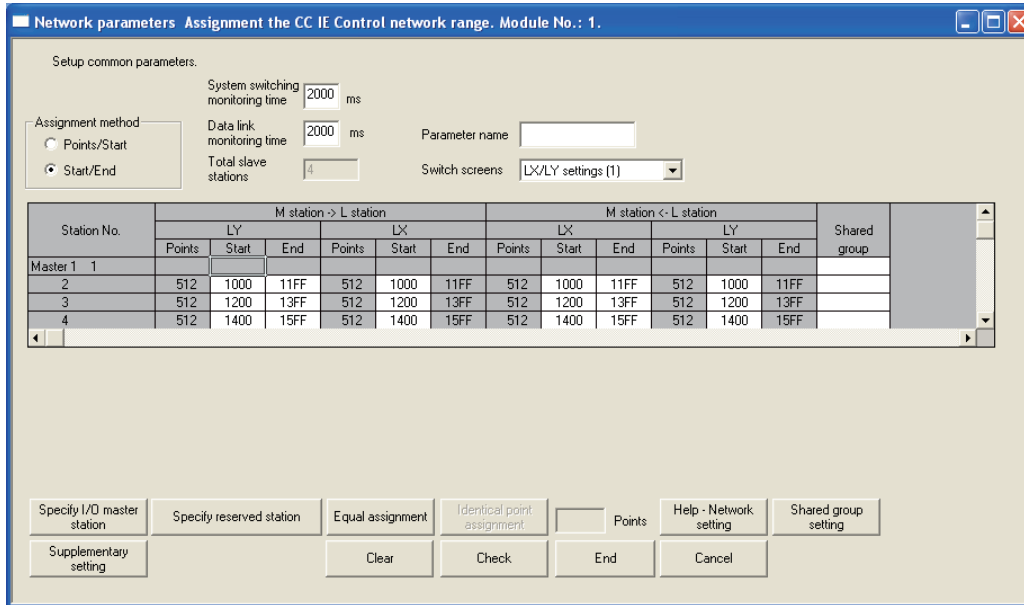 Network parameters Assignment the CC IE Control network range. Module No.: 1.
Setup common parameters.
System switching
monitoring time 2000 ms
Assignment method
Points/Start
Start/End
Data link
monitoring time 2000 ms
Parameter name
Total slave
stations 4
Switch screens LX/LY settings (1)
Station No. M station -> L station M station <- L station Shared
group
LY LX LX LY
Points Start End Points Start End Points Start End Points Start End
Master 1 1
2 512 1000 11FF 512 1000 11FF 512 1000 11FF 512 1000 11FF
3 512 1200 13FF 512 1200 13FF 512 1200 13FF 512 1200 13FF
4 512 1400 15FF 512 1400 15FF 512 1400 15FF 512 1400 15FF
Specify I/O master
station
Specify reserved station
Equal assignment
Identical point
assignment
Points
Help - Network
setting
Shared group
setting
Supplementary
setting
Clear
Check
End
Cancel